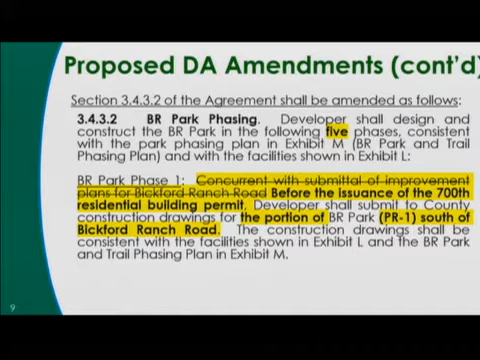 Proposed DA Amendments (cont'd)
Section 3.4.3.2 of the Agreement shall be amended as follows:
3.4.3.2 BR Park Phasing. Developer shall design and
construct the BR Park in the following five phases, consistent
with the park phasing plan in Exhibit M (BR Park and Trail
Phasing Plan) and with the facilities shown in Exhibit L:
BR Park Phase 1: Concurrent with submittal of improvement
plans for Bickford Ranch Road Before the issuance of the 700th
residential building permit, Developer shall submit to County
construction drawings for the portion of BR Park (PR-1) south of
Bickford Ranch Road. The construction drawings shall be
consistent with the facilities shown in Exhibit L and the BR Park
and Trail Phasing Plan in Exhibit M.
9